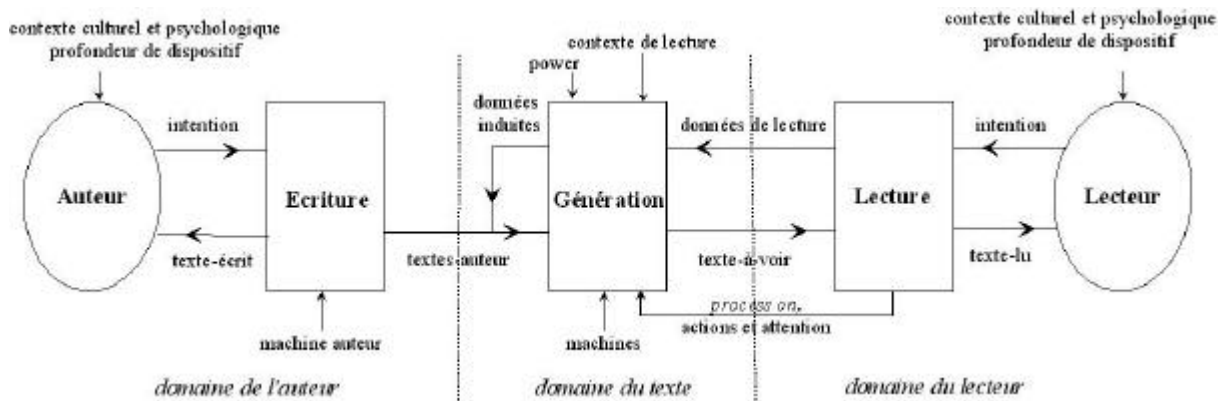 contexte culturel et psychologique
profondeur de dispositif
contexte de lecture
power
contexte culturel et psychologique
profondeur de dispositif
données
induites
intention
données de lecture
intention
Auteur
Ecriture
Génération
Lecture
Lecteur
texte-écrit
textes-auteur
texte-à-voir
texte-lu
process on,
actions et attention
machine auteur
machines
domaine de l'auteur
domaine du texte
domaine du lecteur